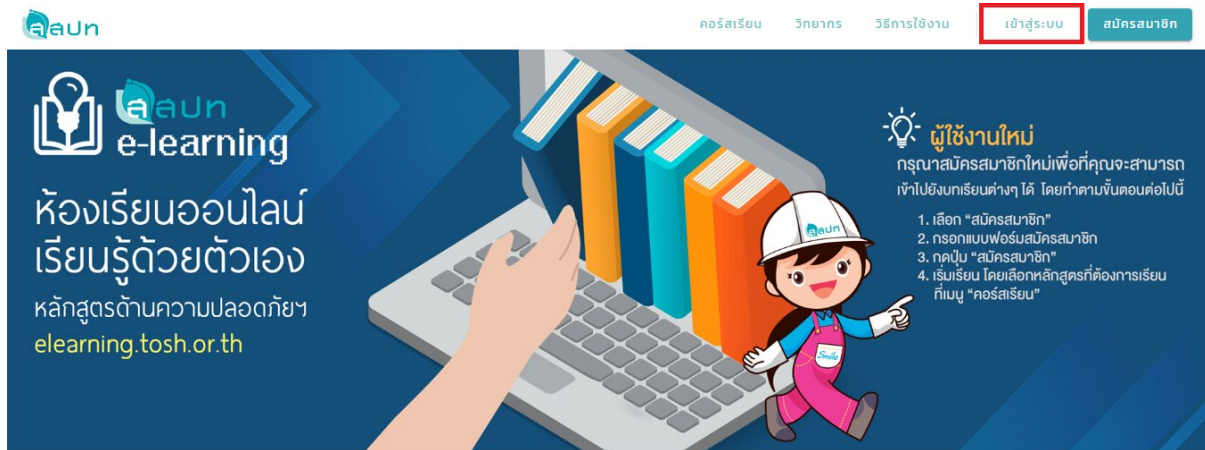 สสปท
คอร์สเรียน วิทยากร วิธีการใช้งาน เข้าสู่ระบบ สมัครสมาชิก
สสปท
e-learning
ห้องเรียนออนไลน์
เรียนรู้ด้วยตัวเอง
หลักสูตรด้านความปลอดภัยฯ
elearning.tosh.or.th
สสปท
Smile
ผู้ใช้งานใหม่
กรุณาสมัครสมาชิกใหม่เพื่อที่คุณจะสามารถ
เข้าไปยังบทเรียนต่างๆ ได้ โดยทำตามขั้นตอนต่อไปนี้
1. เลือก “สมัครสมาชิก”
2. กรอกแบบฟอร์มสมัครสมาชิก
3. กดปุ่ม “สมัครสมาชิก”
4. เริ่มเรียน โดยเลือกหลักสูตรที่ต้องการเรียน
ที่เมนู “คอร์สเรียน”